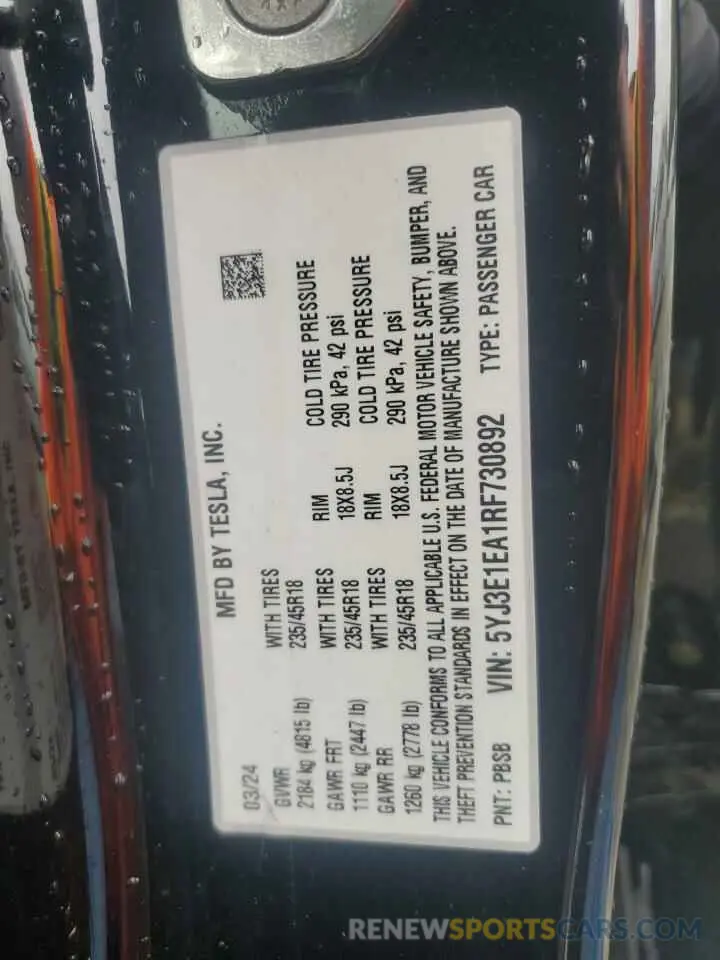 MFD BY TESLA, INC.
03/24
GVWR WITH TIRES
2184 kg (4815 lb) 235/45R18
GAWR FRT WITH TIRES RIM COLD TIRE PRESSURE
1110 kg (2447 lb) 235/45R18 18X8.5J 290 kPa, 42 psi
GAWR RR WITH TIRES RIM COLD TIRE PRESSURE
1260 kg (2778 lb) 235/45R18 18X8.5J 290 kPa, 42 psi
THIS VEHICLE CONFORMS TO ALL APPLICABLE U.S. FEDERAL MOTOR VEHICLE SAFETY, BUMPER, AND
THEFT PREVENTION STANDARDS IN EFFECT ON THE DATE OF MANUFACTURE SHOWN ABOVE.
PNT: PBSB VIN: 5YJ3E1EA1RF730892 TYPE: PASSENGER CAR
RENEWSPORTSCARS.COM